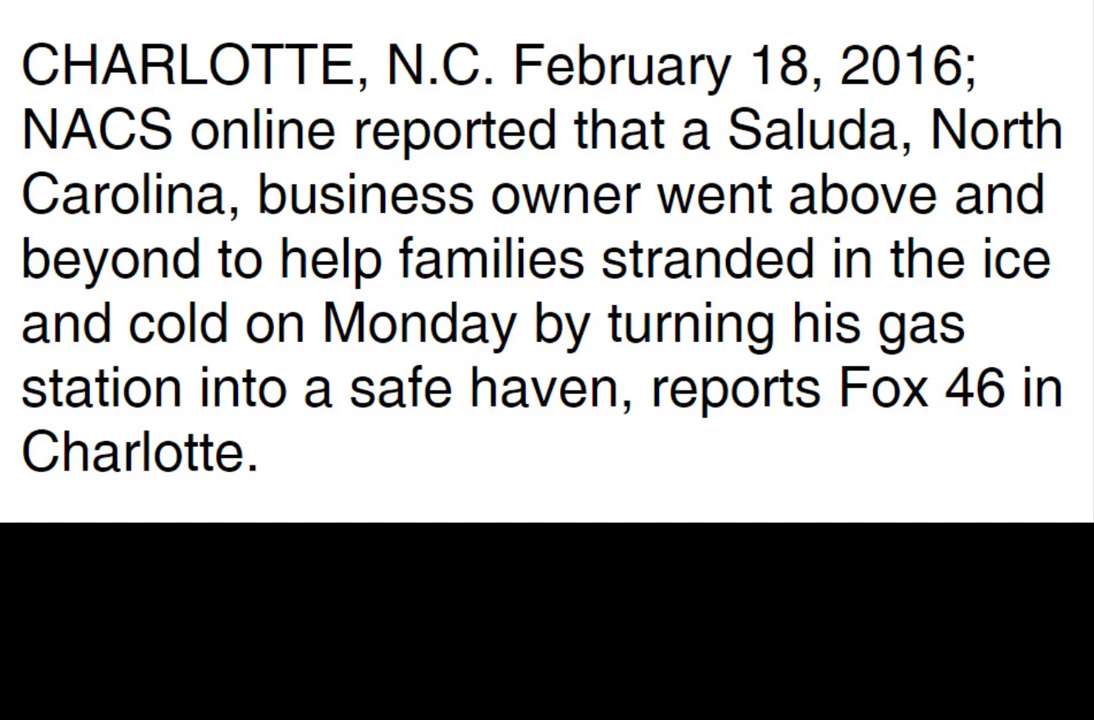 CHARLOTTE, N.C. February 18, 2016;
NACS online reported that a Saluda, North
Carolina, business owner went above and
beyond to help families stranded in the ice
and cold on Monday by turning his gas
station into a safe haven, reports Fox 46 in
Charlotte.